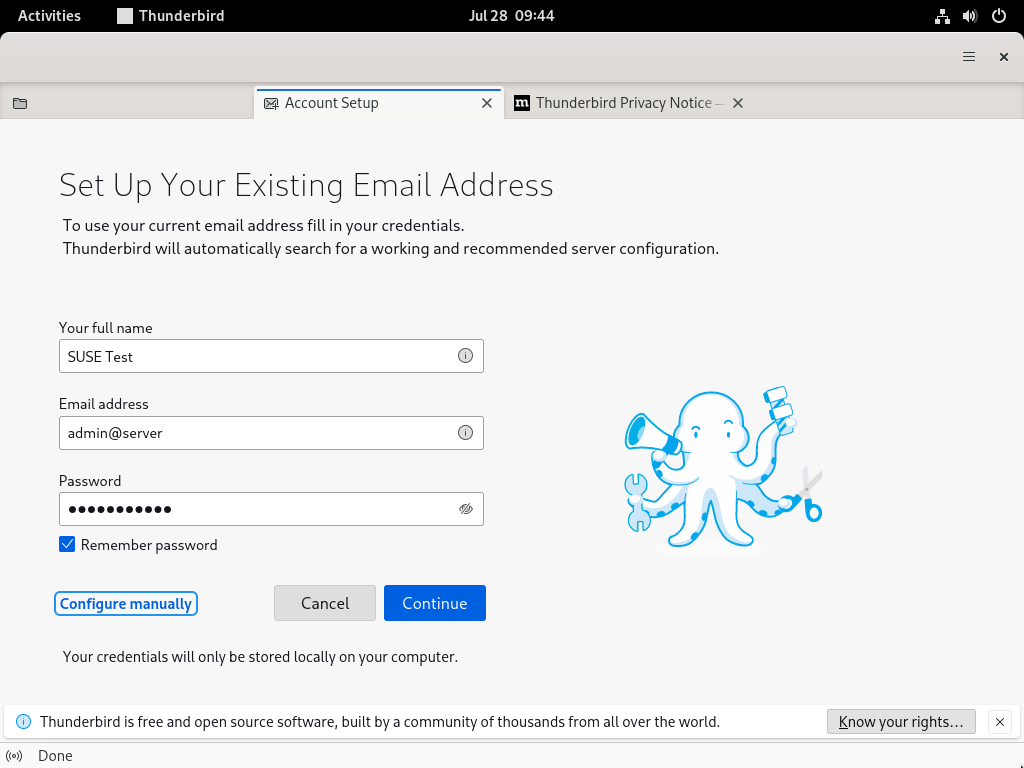 Activities
Thunderbird
Jul 28 09:44
Account Setup
m Thunderbird Privacy Notice —
Set Up Your Existing Email Address
To use your current email address fill in your credentials.
Thunderbird will automatically search for a working and recommended server configuration.
Your full name
SUSE Test
Email address
admin@server
Password
●●●●●●●●●●●
Remember password
Configure manually
Cancel
Continue
Your credentials will only be stored locally on your computer.
Thunderbird is free and open source software, built by a community of thousands from all over the world.
Know your rights…
Done